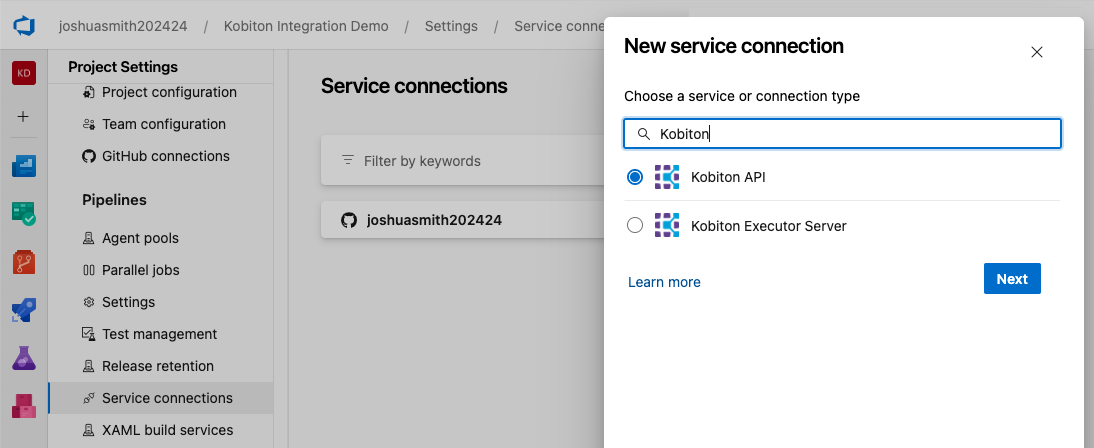 joshuasmith202424 / Kobiton Integration Demo / Settings / Service conne
KD
Project Settings
Project configuration
Team configuration
GitHub connections
Pipelines
Agent pools
Parallel jobs
Settings
Test management
Release retention
Service connections
XAML build services
Service connections
Filter by keywords
joshuasmith202424
New service connection
Choose a service or connection type
Kobiton
Kobiton API
Kobiton Executor Server
Learn more
Next